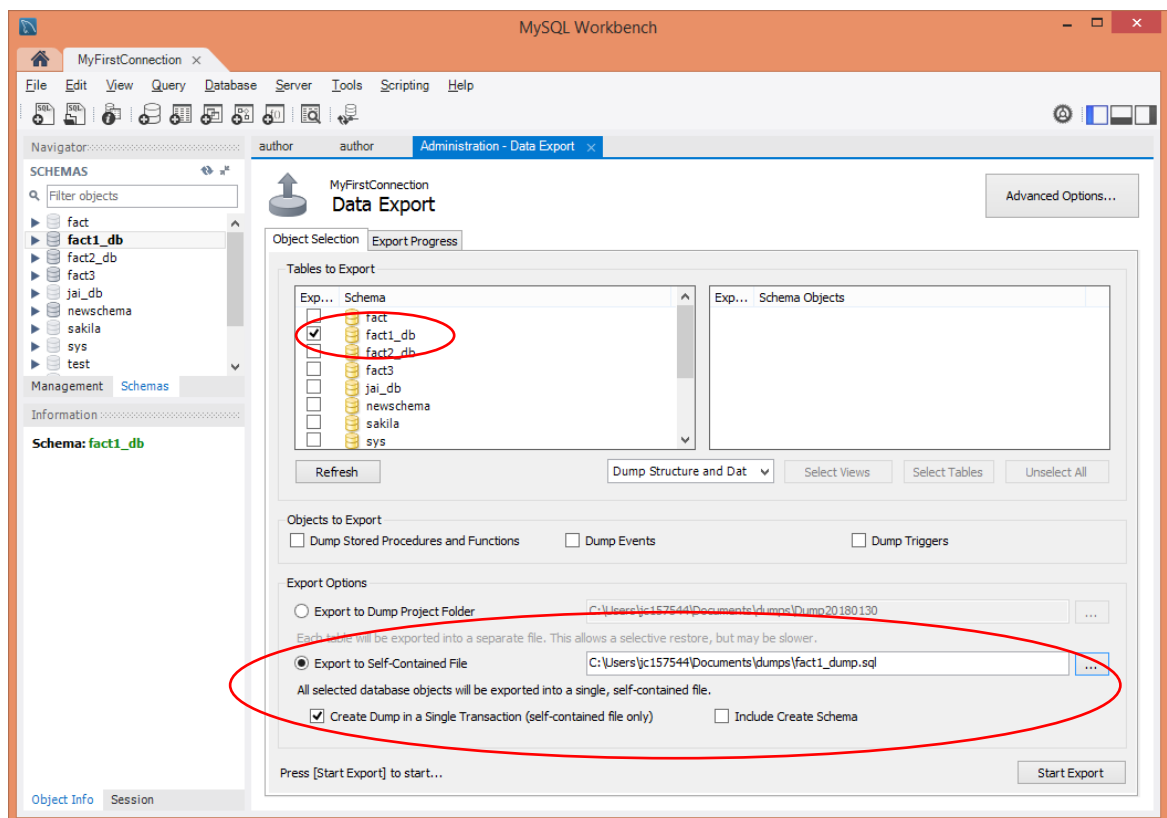 MySQL Workbench
MyFirstConnection
File Edit View Query Database Server Tools Scripting Help
SQL SQL
Navigator
SCHEMAS
Filter objects
fact
fact1_db
fact2_db
fact3
jai_db
newschema
sakila
sys
test
Management Schemas
Information
Schema: fact1_db
Object Info Session
author author Administration - Data Export
MyFirstConnection
Data Export
Advanced Options...
Object Selection Export Progress
Tables to Export
Exp... Schema
fact
fact1_db
fact2_db
fact3
jai_db
newschema
sakila
sys
Exp... Schema Objects
Refresh Dump Structure and Dat Select Views Select Tables Unselect All
Objects to Export
Dump Stored Procedures and Functions Dump Events Dump Triggers
Export Options
Export to Dump Project Folder C:\Users\jc157544\Documents\dumps\Dump20180130 ...
Each table will be exported into a separate file. This allows a selective restore, but may be slower.
Export to Self-Contained File C:\Users\jc157544\Documents\dumps\fact1_dump.sql ...
All selected database objects will be exported into a single, self-contained file.
Create Dump in a Single Transaction (self-contained file only) Include Create Schema
Press [Start Export] to start... Start Export